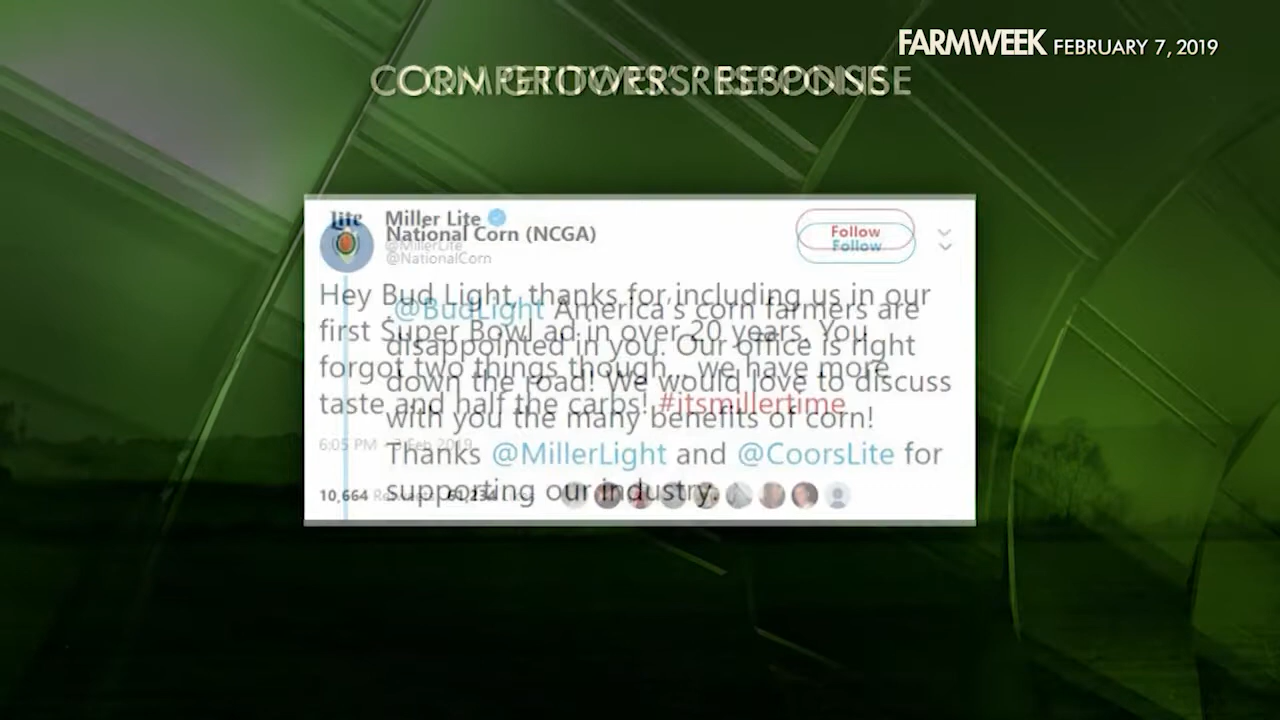 FARMWEEK FEBRUARY 7, 2019
CORN GROWERS' RESPONSE
COMPETITOR'S RESPONSE
Lite
Miller Lite
@MillerLite
Follow
Hey Bud Light, thanks for including us in our
first Super Bowl ad in over 20 years. You
forgot two things though... we have more
taste and half the carbs! #itsmillertime
6:05 PM - 3 Feb 2019
10,664
National Corn (NCGA)
@NationalCorn
Follow
@BudLight America's corn farmers are
disappointed in you. Our office is right
down the road! We would love to discuss
with you the many benefits of corn!
Thanks @MillerLight and @CoorsLite for
supporting our industry.